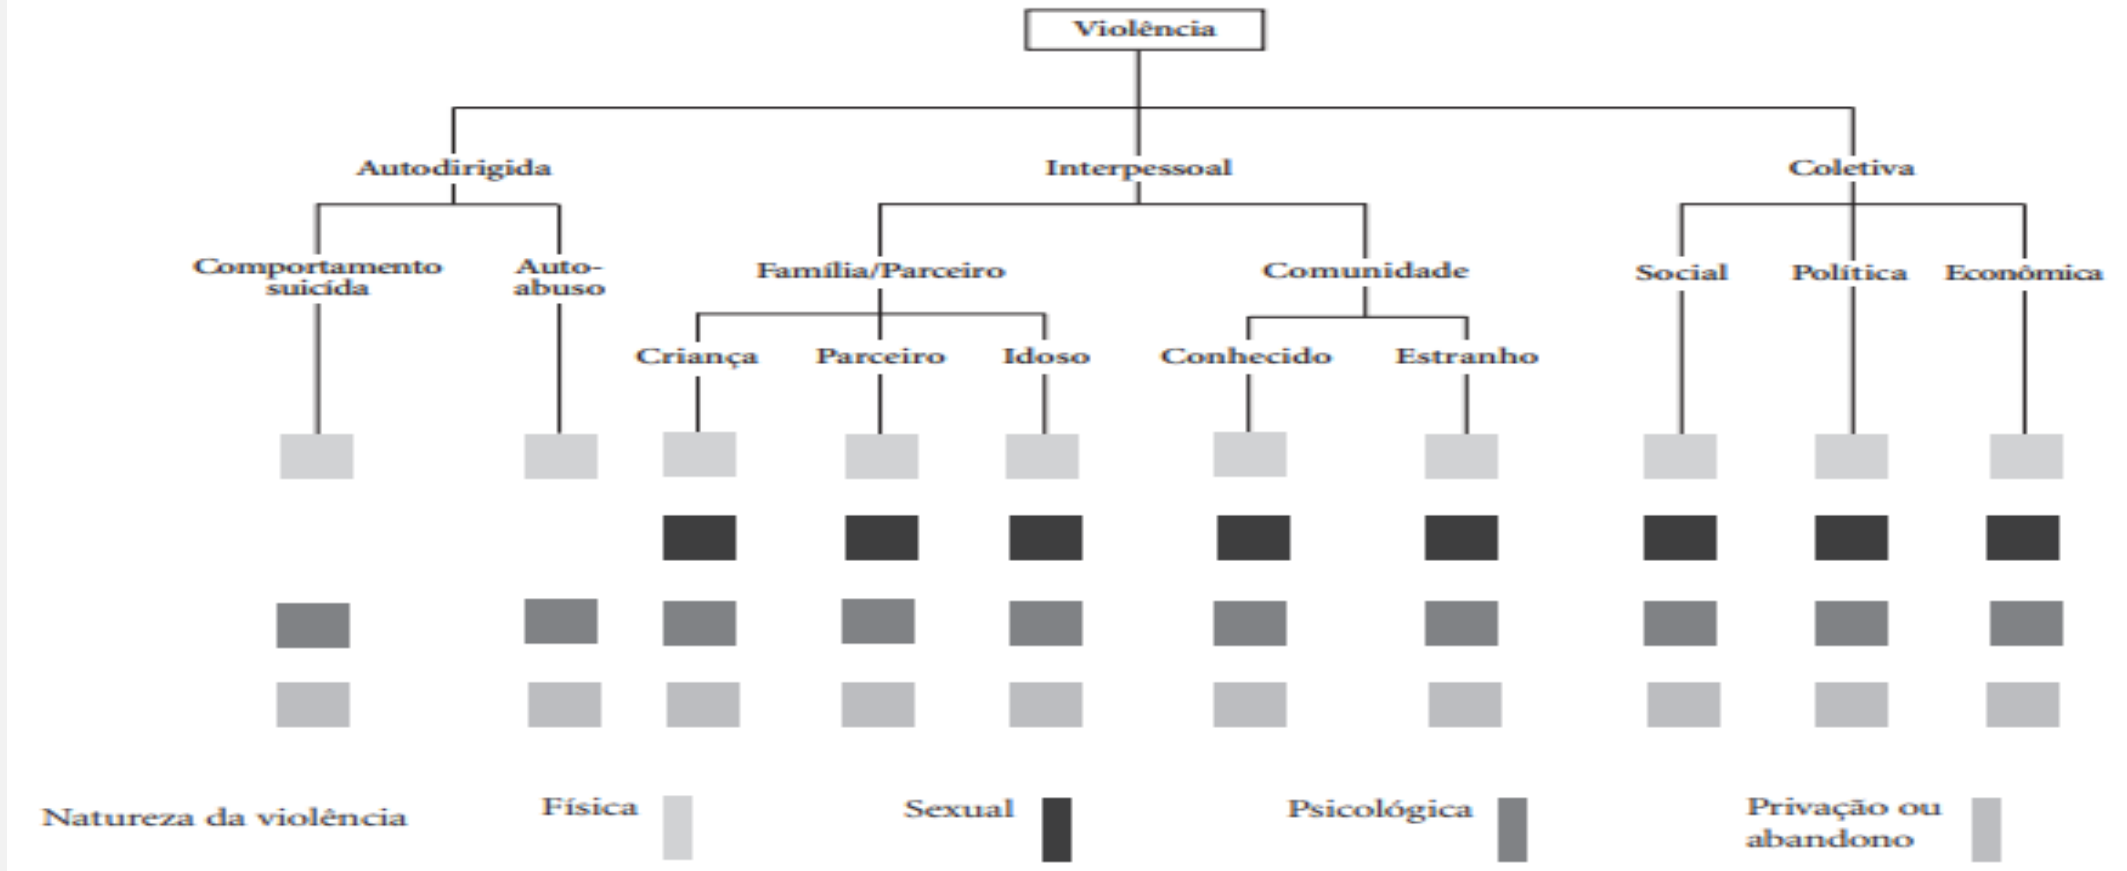 Violência
Autodirigida
Interpessoal
Coletiva
Comportamento
suicída
Auto-
abuso
Família/Parceiro
Comunidade
Social
Política
Econômica
Criança
Parceiro
Idoso
Conhecido
Estranho
Natureza da violência
Física
Sexual
Psicológica
Privação ou
abandono